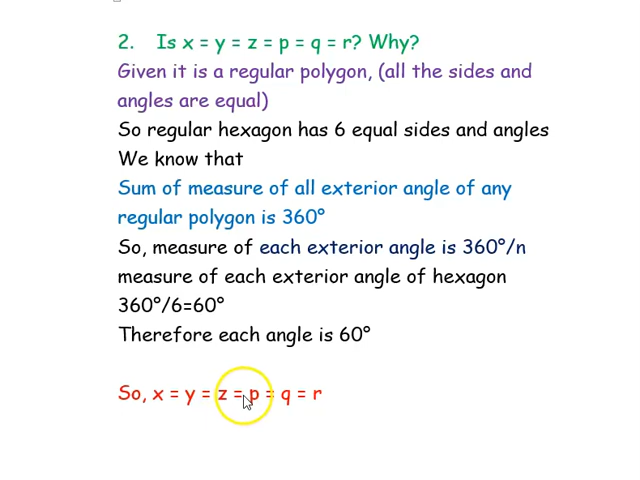 2. Is x = y = z = p = q = r? Why?
Given it is a regular polygon, (all the sides and
angles are equal)
So regular hexagon has 6 equal sides and angles
We know that
Sum of measure of all exterior angle of any
regular polygon is 360°
So, measure of each exterior angle is 360°/n
measure of each exterior angle of hexagon
360°/6=60°
Therefore each angle is 60°
So, x = y = z = p = q = r